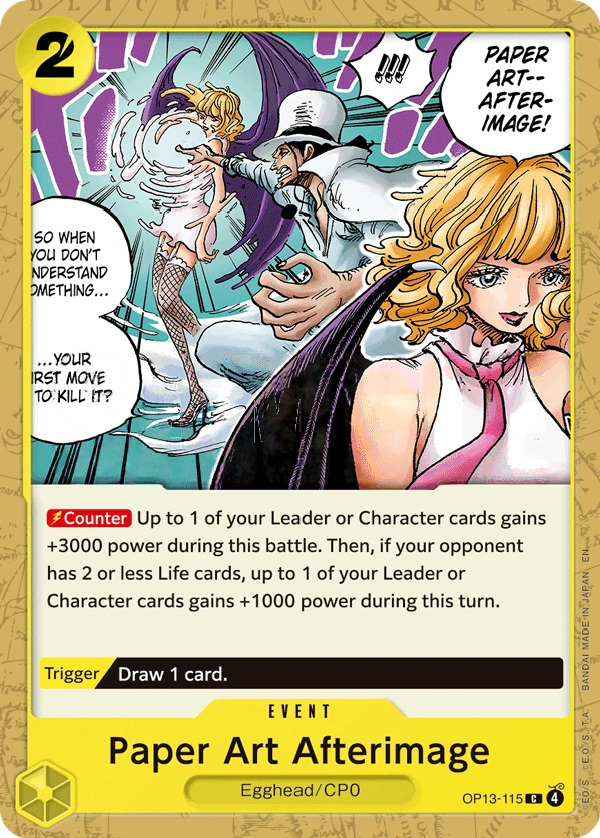 2
!!!
PAPER
ART--
AFTER-
IMAGE!
SO WHEN
YOU DON'T
NDERSTAND
OMETHING...
...YOUR
IRST MOVE
TO KILL IT?
Counter Up to 1 of your Leader or Character cards gains
+3000 power during this battle. Then, if your opponent
has 2 or less Life cards, up to 1 of your Leader or
Character cards gains +1000 power during this turn.
Trigger Draw 1 card.
EVENT
Paper Art Afterimage
Egghead/CP0
OP13-115 C 4
©E.O./S., ©E.O./S.,T.A. BANDAI MADE IN JAPAN EN